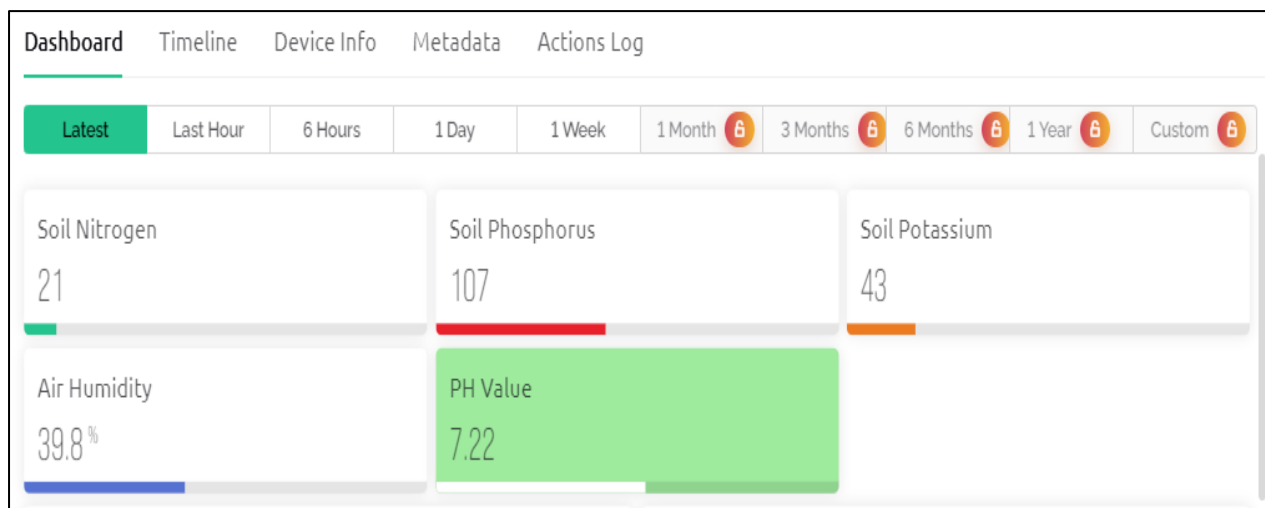 Dashboard Timeline Device Info Metadata Actions Log
Latest Last Hour 6 Hours 1 Day 1 Week 1 Month 3 Months 6 Months 1 Year Custom
Soil Nitrogen Soil Phosphorus Soil Potassium
21 107 43
Air Humidity PH Value
39.8 % 7.22